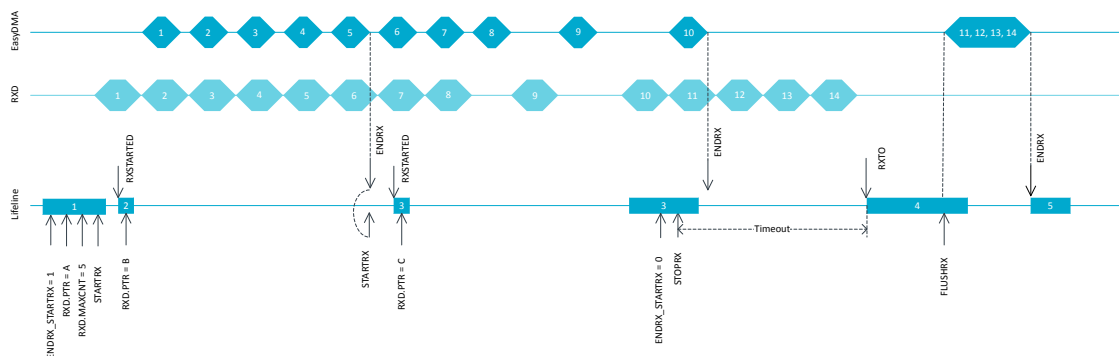 EasyDMA
1
2
3
4
5
6
7
8
9
10
11, 12, 13, 14
RXD
1
2
3
4
5
6
7
8
9
10
11
12
13
14
RXSTARTED
ENDRX
RXSTARTED
ENDRX
RXTO
ENDRX
Lifeline
1
2
3
3
4
5
Timeout
ENDRX_STARTRX = 1
RXD.PTR = A
RXD.MAXCNT = 5
STARTRX
RXD.PTR = B
STARTRX
RXD.PTR = C
ENDRX_STARTRX = 0
STOPRX
FLUSHRX